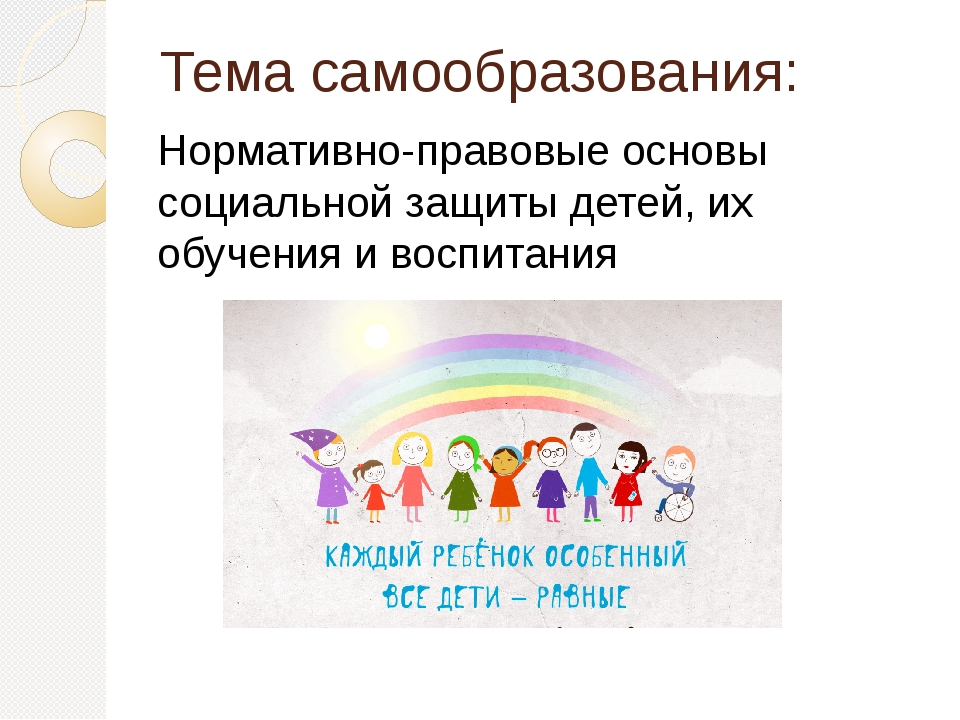 Тема самообразования:
Нормативно-правовые основы
социальной защиты детей, их
обучения и воспитания
КАЖДЫЙ РЕБЁНОК ОСОБЕННЫЙ
ВСЕ ДЕТИ – РАВНЫЕ